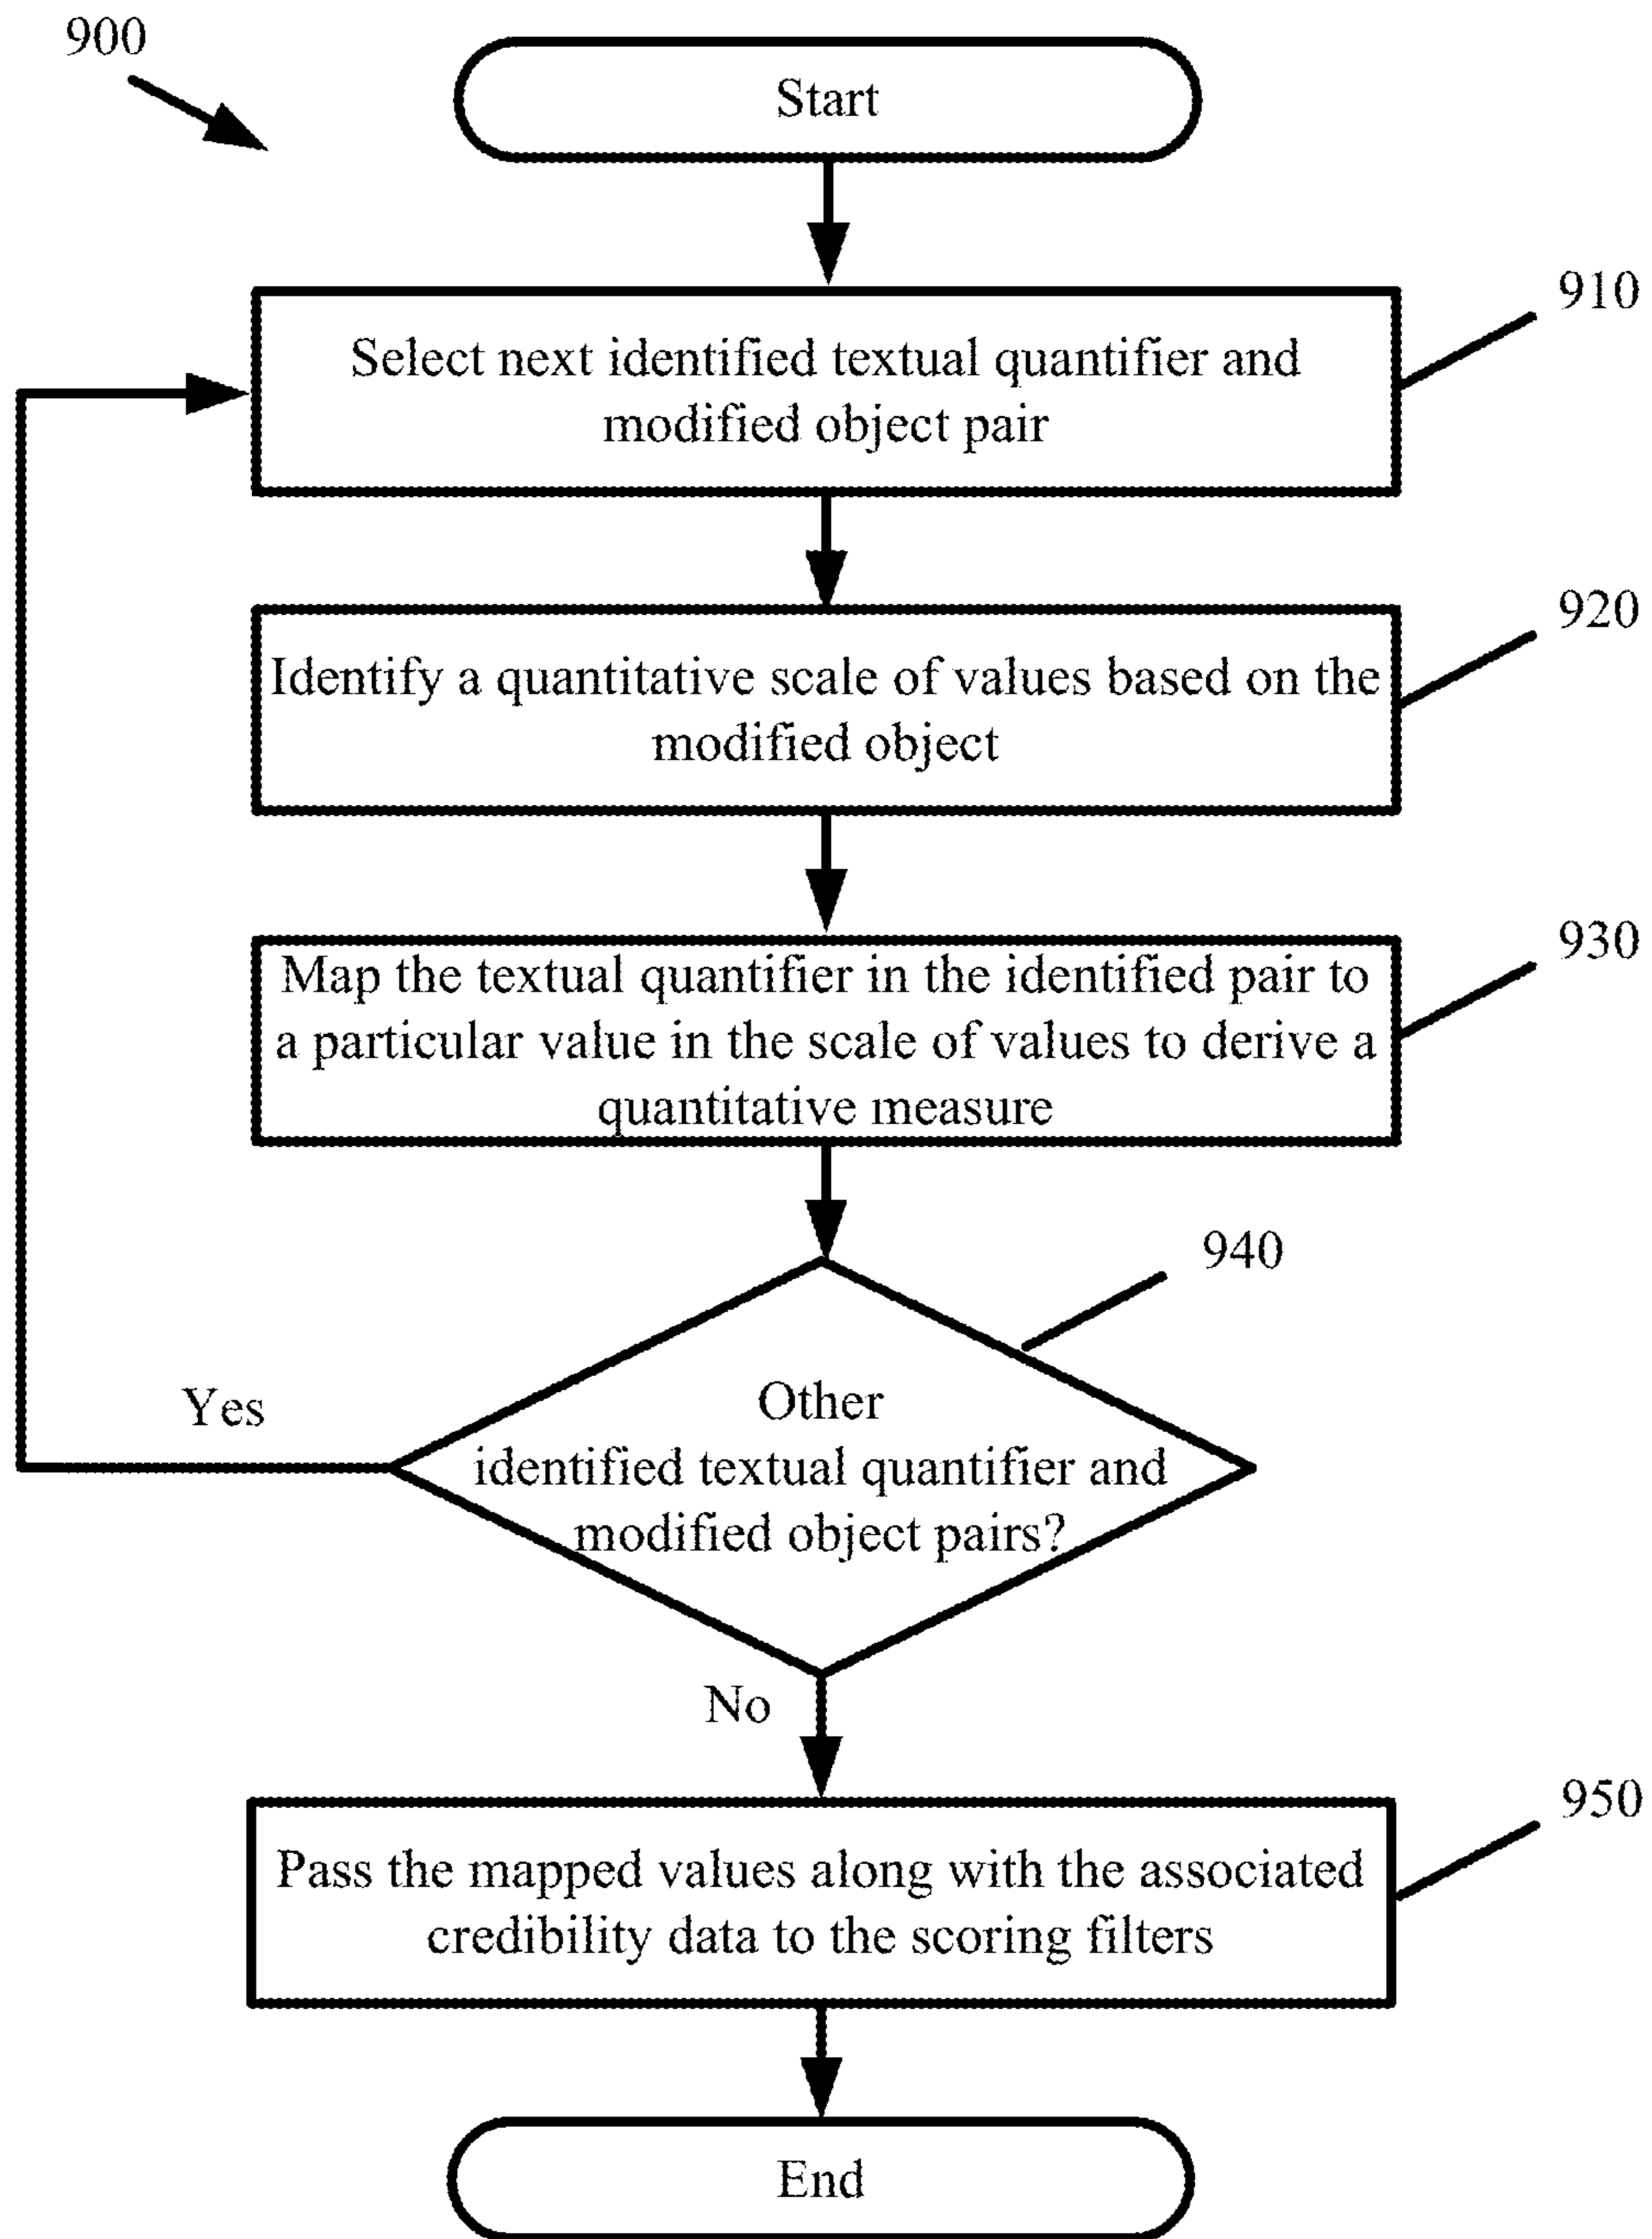 900
Start
910
Select next identified textual quantifier and
modified object pair
920
Identify a quantitative scale of values based on the
modified object
930
Map the textual quantifier in the identified pair to
a particular value in the scale of values to derive a
quantitative measure
940
Yes
Other
identified textual quantifier and
modified object pairs?
No
950
Pass the mapped values along with the associated
credibility data to the scoring filters
End